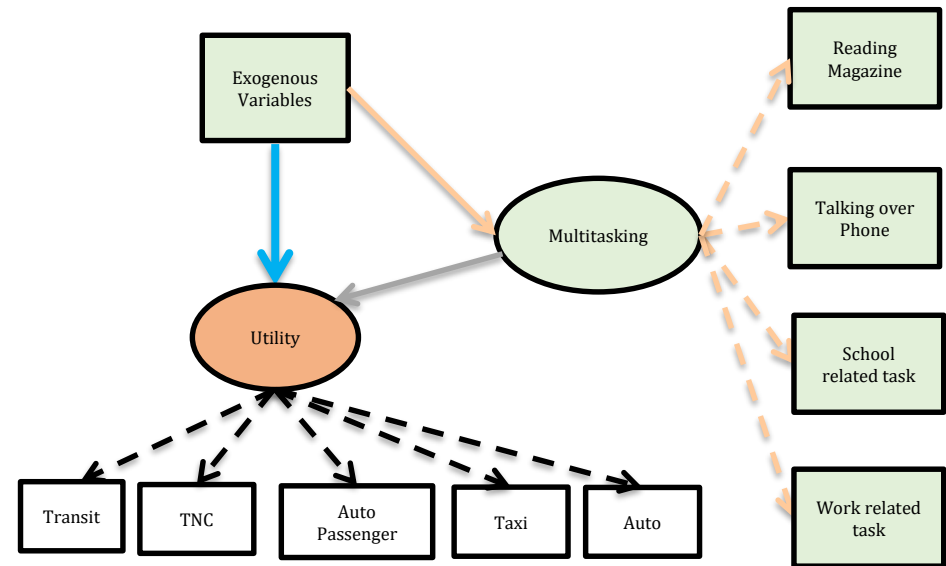 Reading
Magazine
Exogenous
Variables
Talking over
Phone
Multitasking
Utility
School
related task
Transit
TNC
Auto
Passenger
Taxi
Auto
Work related
task